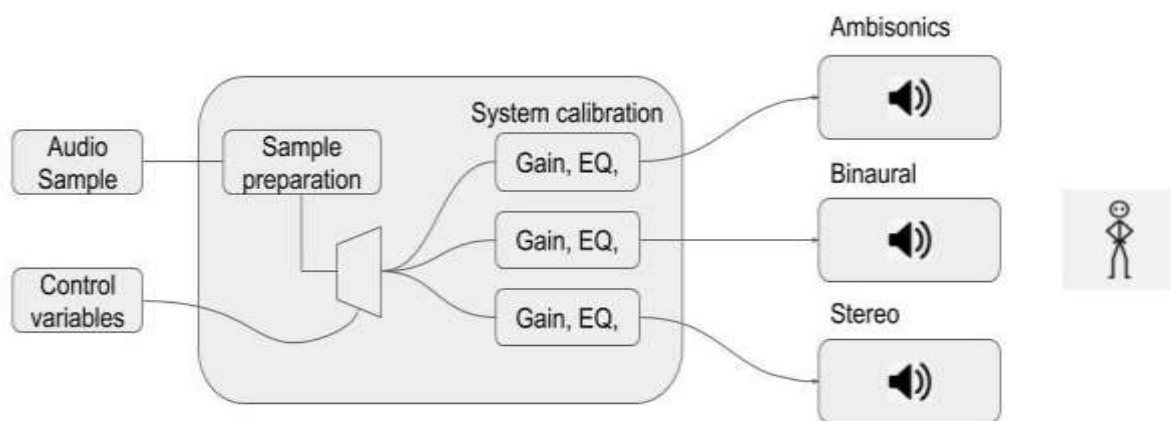 Ambisonics
System calibration
Audio
Sample
Sample
preparation
Gain, EQ,
Binaural
Gain, EQ,
Control
variables
Gain, EQ,
Stereo